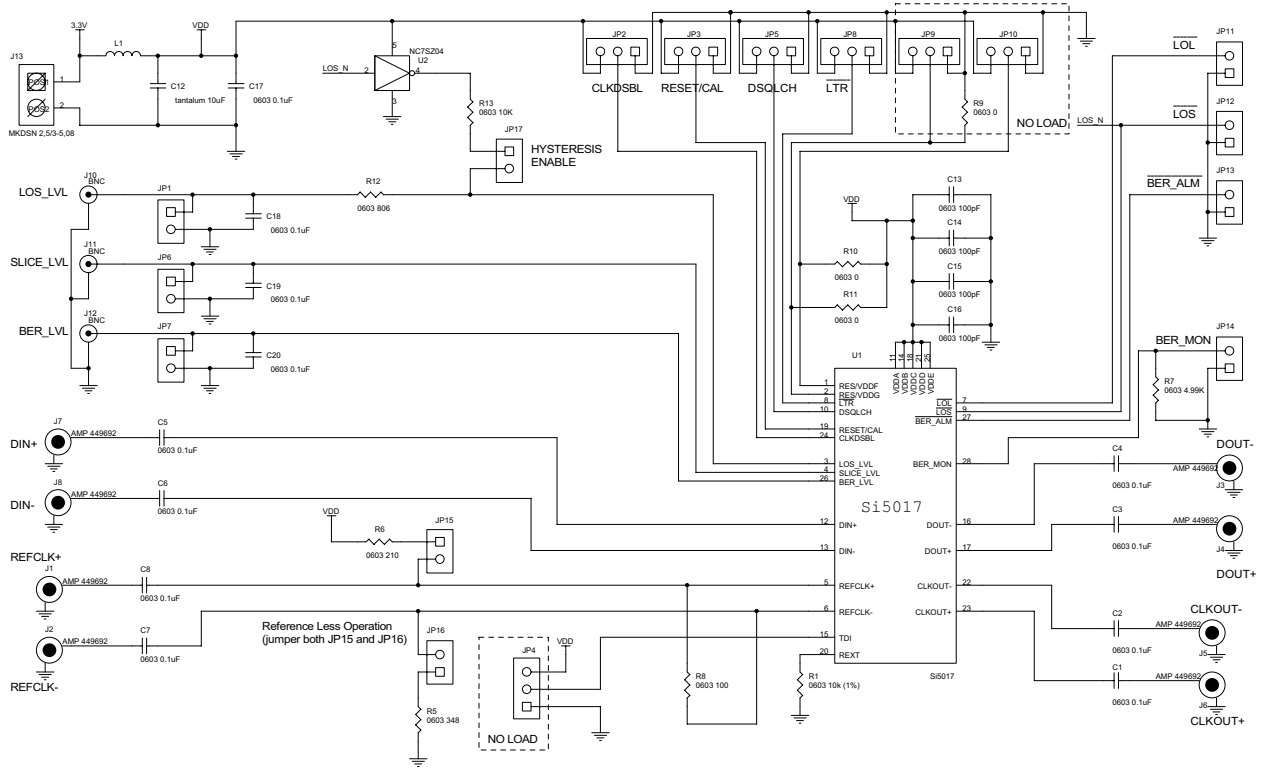 3.3V
VDD
L1
J13
POS1
POS2
1
2
MKDSN 2,5/3-5,08
C12
tantalum 10uF
C17
0603 0.1uF
LOS_N
2
5
4
3
NC7SZ04
U2
R13
0603 10K
JP17
HYSTERESIS
ENABLE
JP2
CLKDSBL
JP3
RESET/CAL
JP5
DSQLCH
JP8
LTR
JP9
JP10
R9
0603 0
NO LOAD
LOS_N
LOL
JP11
LOS
JP12
BER_ALM
JP13
LOS_LVL
J10
BNC
JP1
C18
0603 0.1uF
R12
0603 806
SLICE_LVL
J11
BNC
JP6
C19
0603 0.1uF
BER_LVL
J12
BNC
JP7
C20
0603 0.1uF
VDD
C13
0603 100pF
C14
0603 100pF
C15
0603 100pF
C16
0603 100pF
R10
0603 0
R11
0603 0
BER_MON
JP14
R7
0603 4.99K
U1
11
14
18
21
25
VDDA
VDDB
VDDC
VDDD
VDDE
1 RES/VDDF
2 RES/VDDG
8 LTR
10 DSQLCH
19 RESET/CAL
24 CLKDSBL
3 LOS_LVL
4 SLICE_LVL
26 BER_LVL
12 DIN+
13 DIN-
5 REFCLK+
6 REFCLK-
15 TDI
20 REXT
LOL 7
LOS 9
BER_ALM 27
BER_MON 28
DOUT- 16
DOUT+ 17
CLKOUT- 22
CLKOUT+ 23
Si5017
Si5017
DIN+
J7
AMP 449692
C5
0603 0.1uF
DIN-
J8
AMP 449692
C6
0603 0.1uF
VDD
R6
0603 210
JP15
REFCLK+
J1
AMP 449692
C8
0603 0.1uF
J2
AMP 449692
C7
0603 0.1uF
REFCLK-
Reference Less Operation
(jumper both JP15 and JP16)
JP16
R5
0603 348
JP4
VDD
NO LOAD
R8
0603 100
R1
0603 10k (1%)
C4
0603 0.1uF
AMP 449692
DOUT-
J3
C3
0603 0.1uF
AMP 449692
J4
DOUT+
C2
0603 0.1uF
CLKOUT-
AMP 449692
J5
C1
0603 0.1uF
AMP 449692
J6
CLKOUT+